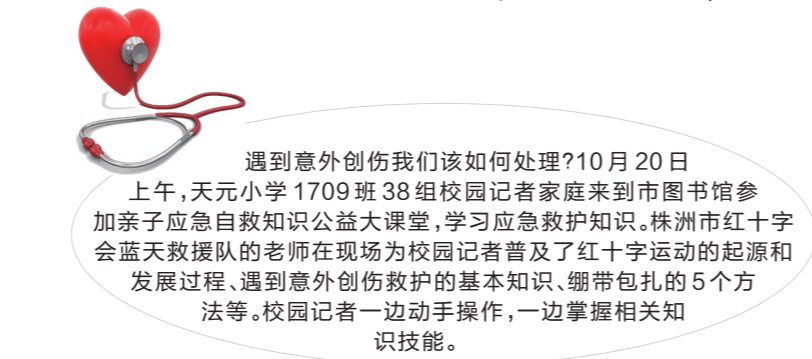 遇到意外创伤我们该如何处理?10月20日
上午,天元小学1709班38组校园记者家庭来到市图书馆参
加亲子应急自救知识公益大课堂,学习应急救护知识。株洲市红十字
会蓝天救援队的老师在现场为校园记者普及了红十字运动的起源和
发展过程、遇到意外创伤救护的基本知识、绷带包扎的5个方
法等。校园记者一边动手操作,一边掌握相关知
识技能。